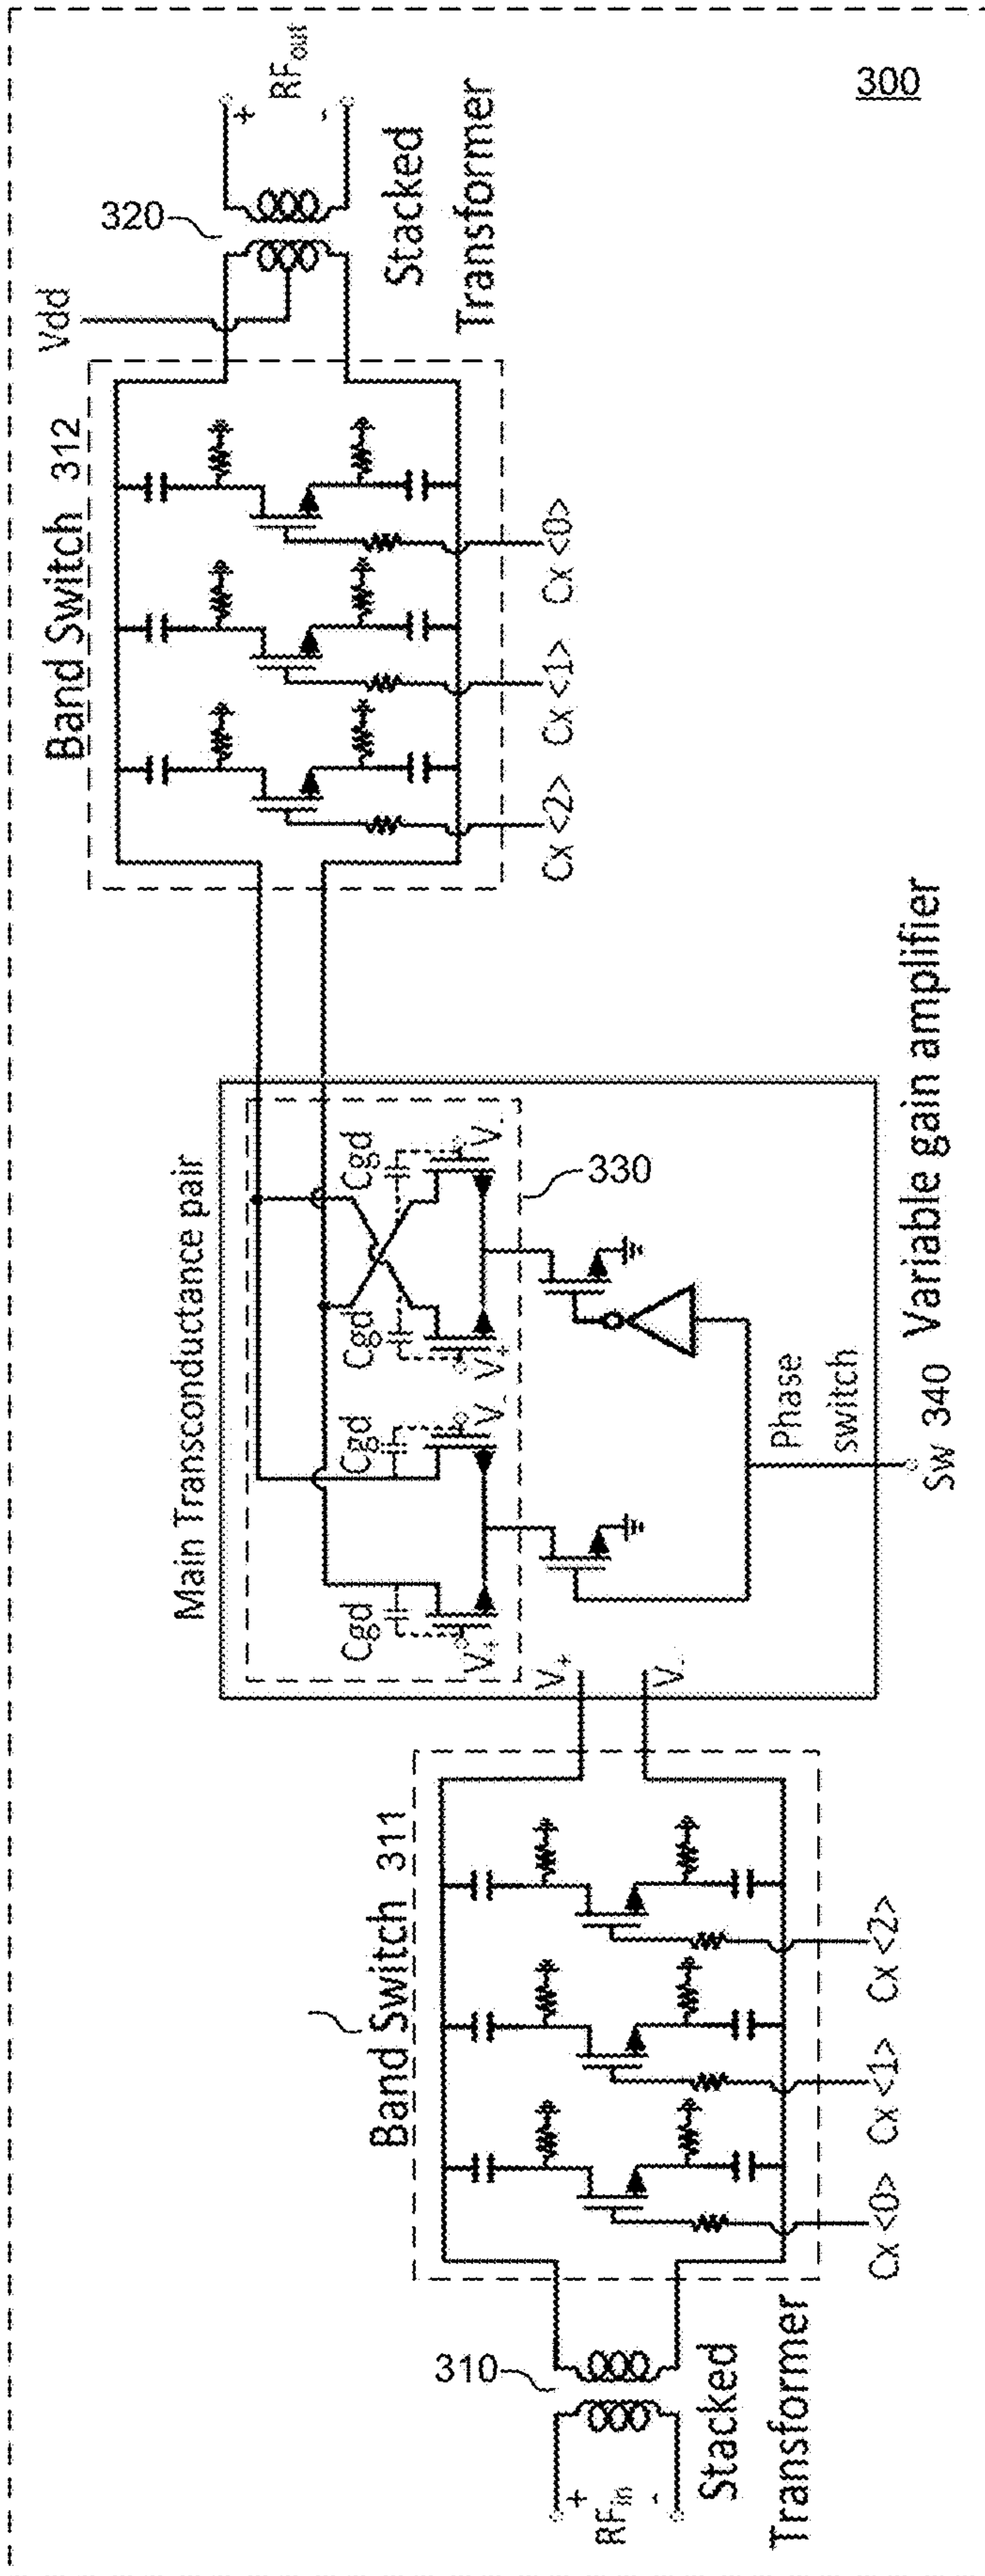 300
Stacked
Transformer
310
+
RFin
-
Band Switch 311
Cx <0>
Cx <1>
Cx <2>
V+
V-
Main Transconductance pair
Cgd
Cgd
Cgd
Cgd
V+
V-
V+
V-
330
Phase
switch
Sw 340
Variable gain amplifier
Band Switch 312
Cx <2>
Cx <1>
Cx <0>
Vdd
320
+
RFout
-
Stacked
Transformer